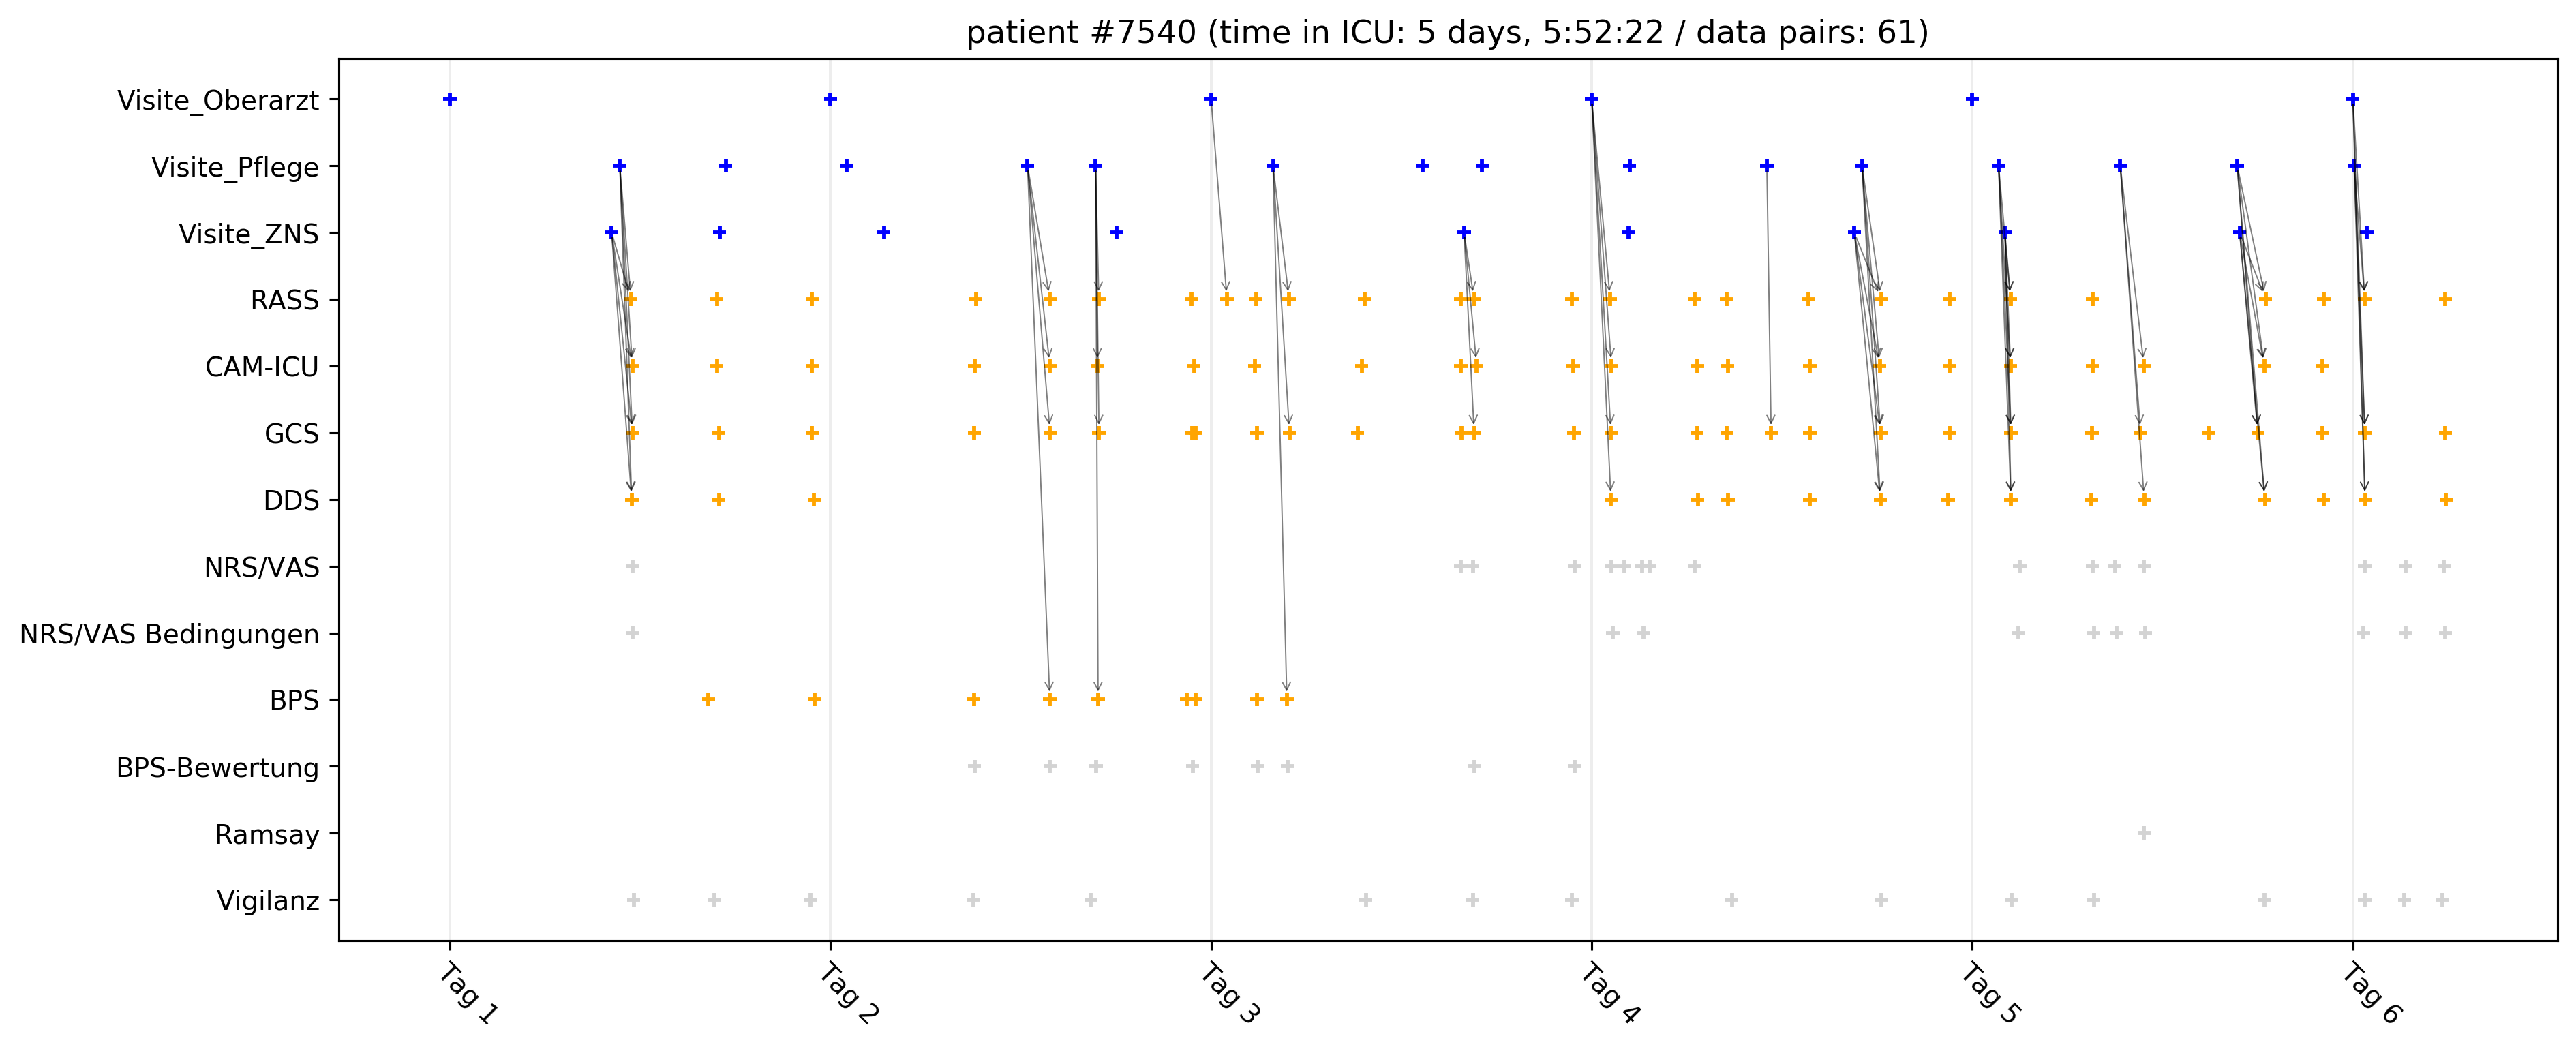 patient #7540 (time in ICU: 5 days, 5:52:22 / data pairs: 61)
Visite_Oberarzt
Visite_Pflege
Visite_ZNS
RASS
CAM-ICU
GCS
DDS
NRS/VAS
NRS/VAS Bedingungen
BPS
BPS-Bewertung
Ramsay
Vigilanz
Tag 1
Tag 2
Tag 3
Tag 4
Tag 5
Tag 6